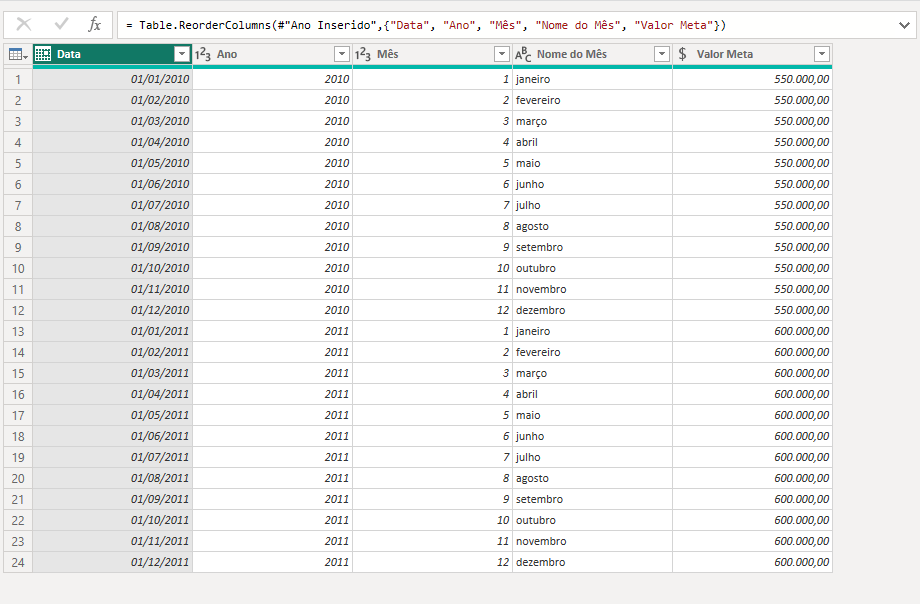 fx = Table.ReorderColumns(#"Ano Inserido",{"Data", "Ano", "Mês", "Nome do Mês", "Valor Meta"})
Data 123 Ano 123 Mês ABC Nome do Mês $ Valor Meta
1 01/01/2010 2010 1 janeiro 550.000,00
2 01/02/2010 2010 2 fevereiro 550.000,00
3 01/03/2010 2010 3 março 550.000,00
4 01/04/2010 2010 4 abril 550.000,00
5 01/05/2010 2010 5 maio 550.000,00
6 01/06/2010 2010 6 junho 550.000,00
7 01/07/2010 2010 7 julho 550.000,00
8 01/08/2010 2010 8 agosto 550.000,00
9 01/09/2010 2010 9 setembro 550.000,00
10 01/10/2010 2010 10 outubro 550.000,00
11 01/11/2010 2010 11 novembro 550.000,00
12 01/12/2010 2010 12 dezembro 550.000,00
13 01/01/2011 2011 1 janeiro 600.000,00
14 01/02/2011 2011 2 fevereiro 600.000,00
15 01/03/2011 2011 3 março 600.000,00
16 01/04/2011 2011 4 abril 600.000,00
17 01/05/2011 2011 5 maio 600.000,00
18 01/06/2011 2011 6 junho 600.000,00
19 01/07/2011 2011 7 julho 600.000,00
20 01/08/2011 2011 8 agosto 600.000,00
21 01/09/2011 2011 9 setembro 600.000,00
22 01/10/2011 2011 10 outubro 600.000,00
23 01/11/2011 2011 11 novembro 600.000,00
24 01/12/2011 2011 12 dezembro 600.000,00